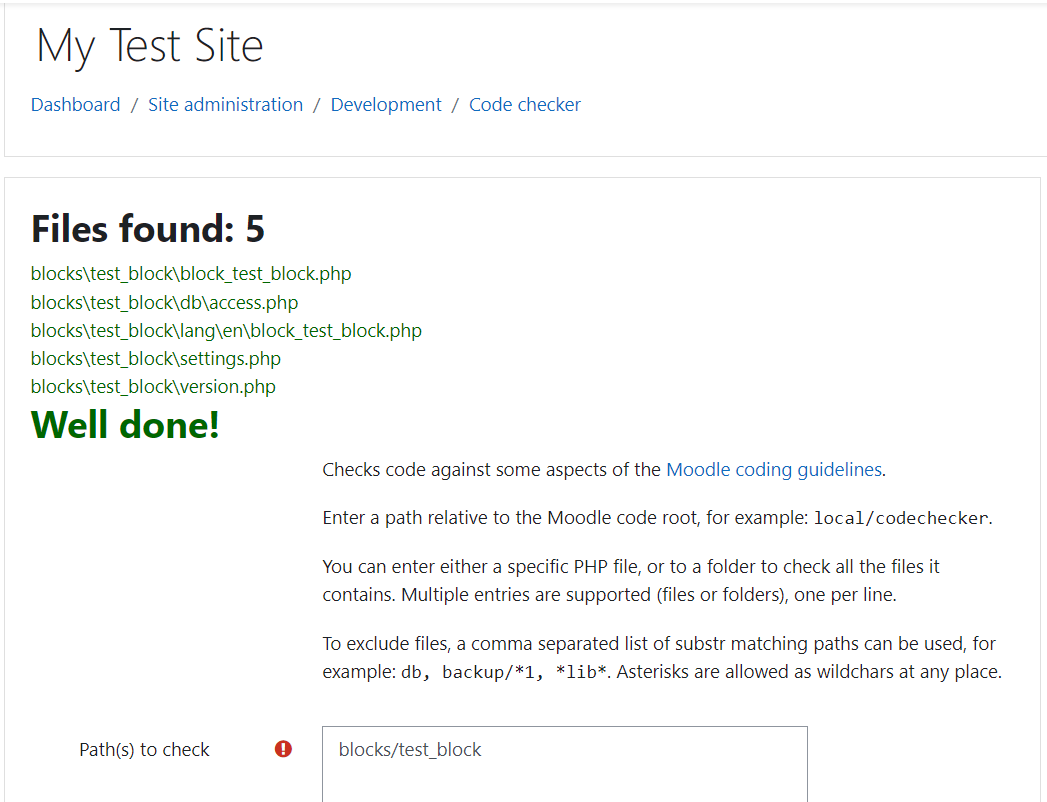 My Test Site
Dashboard / Site administration / Development / Code checker
Files found: 5
blocks\test_block\block_test_block.php
blocks\test_block\db\access.php
blocks\test_block\lang\en\block_test_block.php
blocks\test_block\settings.php
blocks\test_block\version.php
Well done!
Checks code against some aspects of the Moodle coding guidelines.
Enter a path relative to the Moodle code root, for example: local/codechecker.
You can enter either a specific PHP file, or to a folder to check all the files it
contains. Multiple entries are supported (files or folders), one per line.
To exclude files, a comma separated list of substr matching paths can be used, for
example: db, backup/*1, *lib*. Asterisks are allowed as wildchars at any place.
Path(s) to check
blocks/test_block